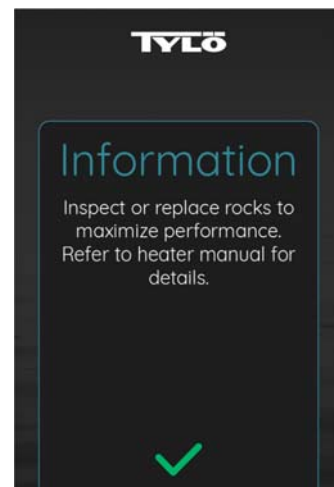 TYLÖ
Information
Inspect or replace rocks to
maximize performance.
Refer to heater manual for
details.